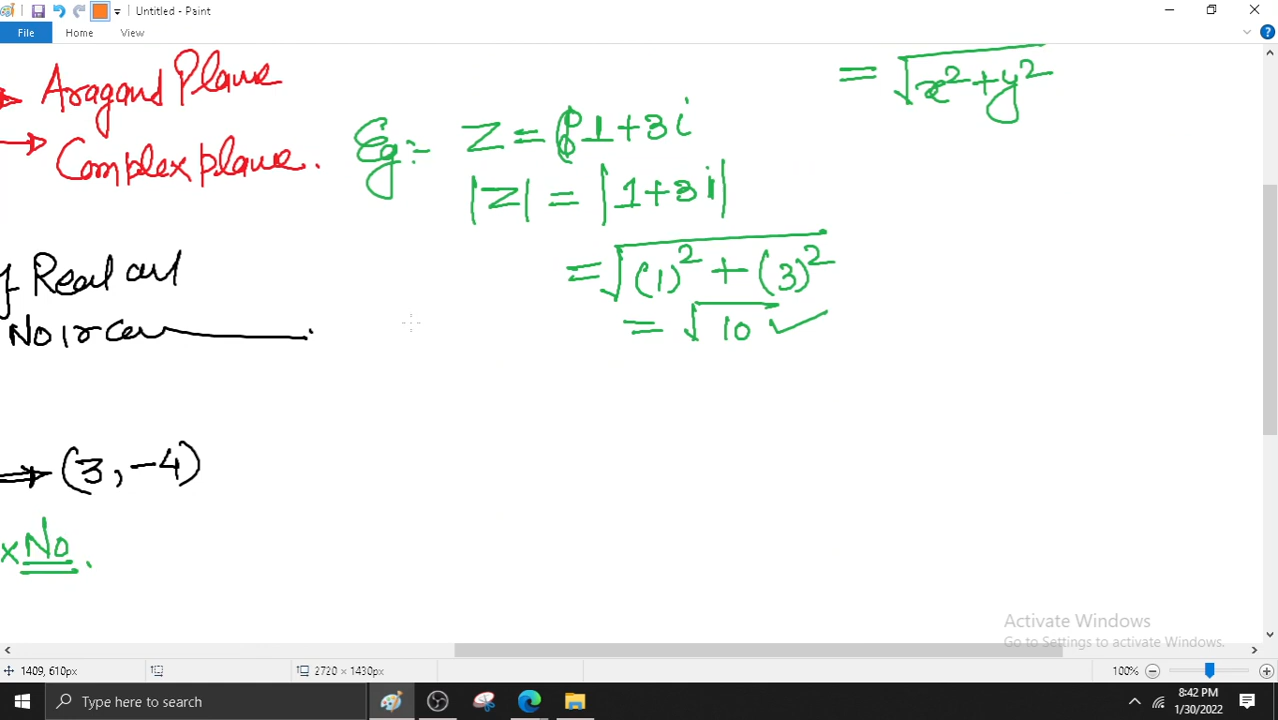 Untitled - Paint
File Home View
Aragand Plane
Complex plane.
= √x²+y²
Eg:- Z = 1+3i
|Z| = |1+3i|
= √(1)² + (3)²
= √10 ✓
Real
No
(3, -4)
x No.
Activate Windows
Go to Settings to activate Windows.
1409, 610px
2720 × 1430px
100%
Type here to search
8:42 PM
1/30/2022